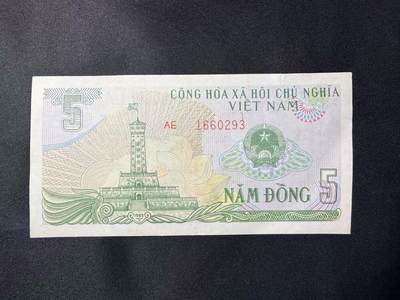 CỘNG HÒA XÃ HỘI CHỦ NGHĨA
VIỆT NAM
5
AE 1660293
NĂM ĐỒNG
5